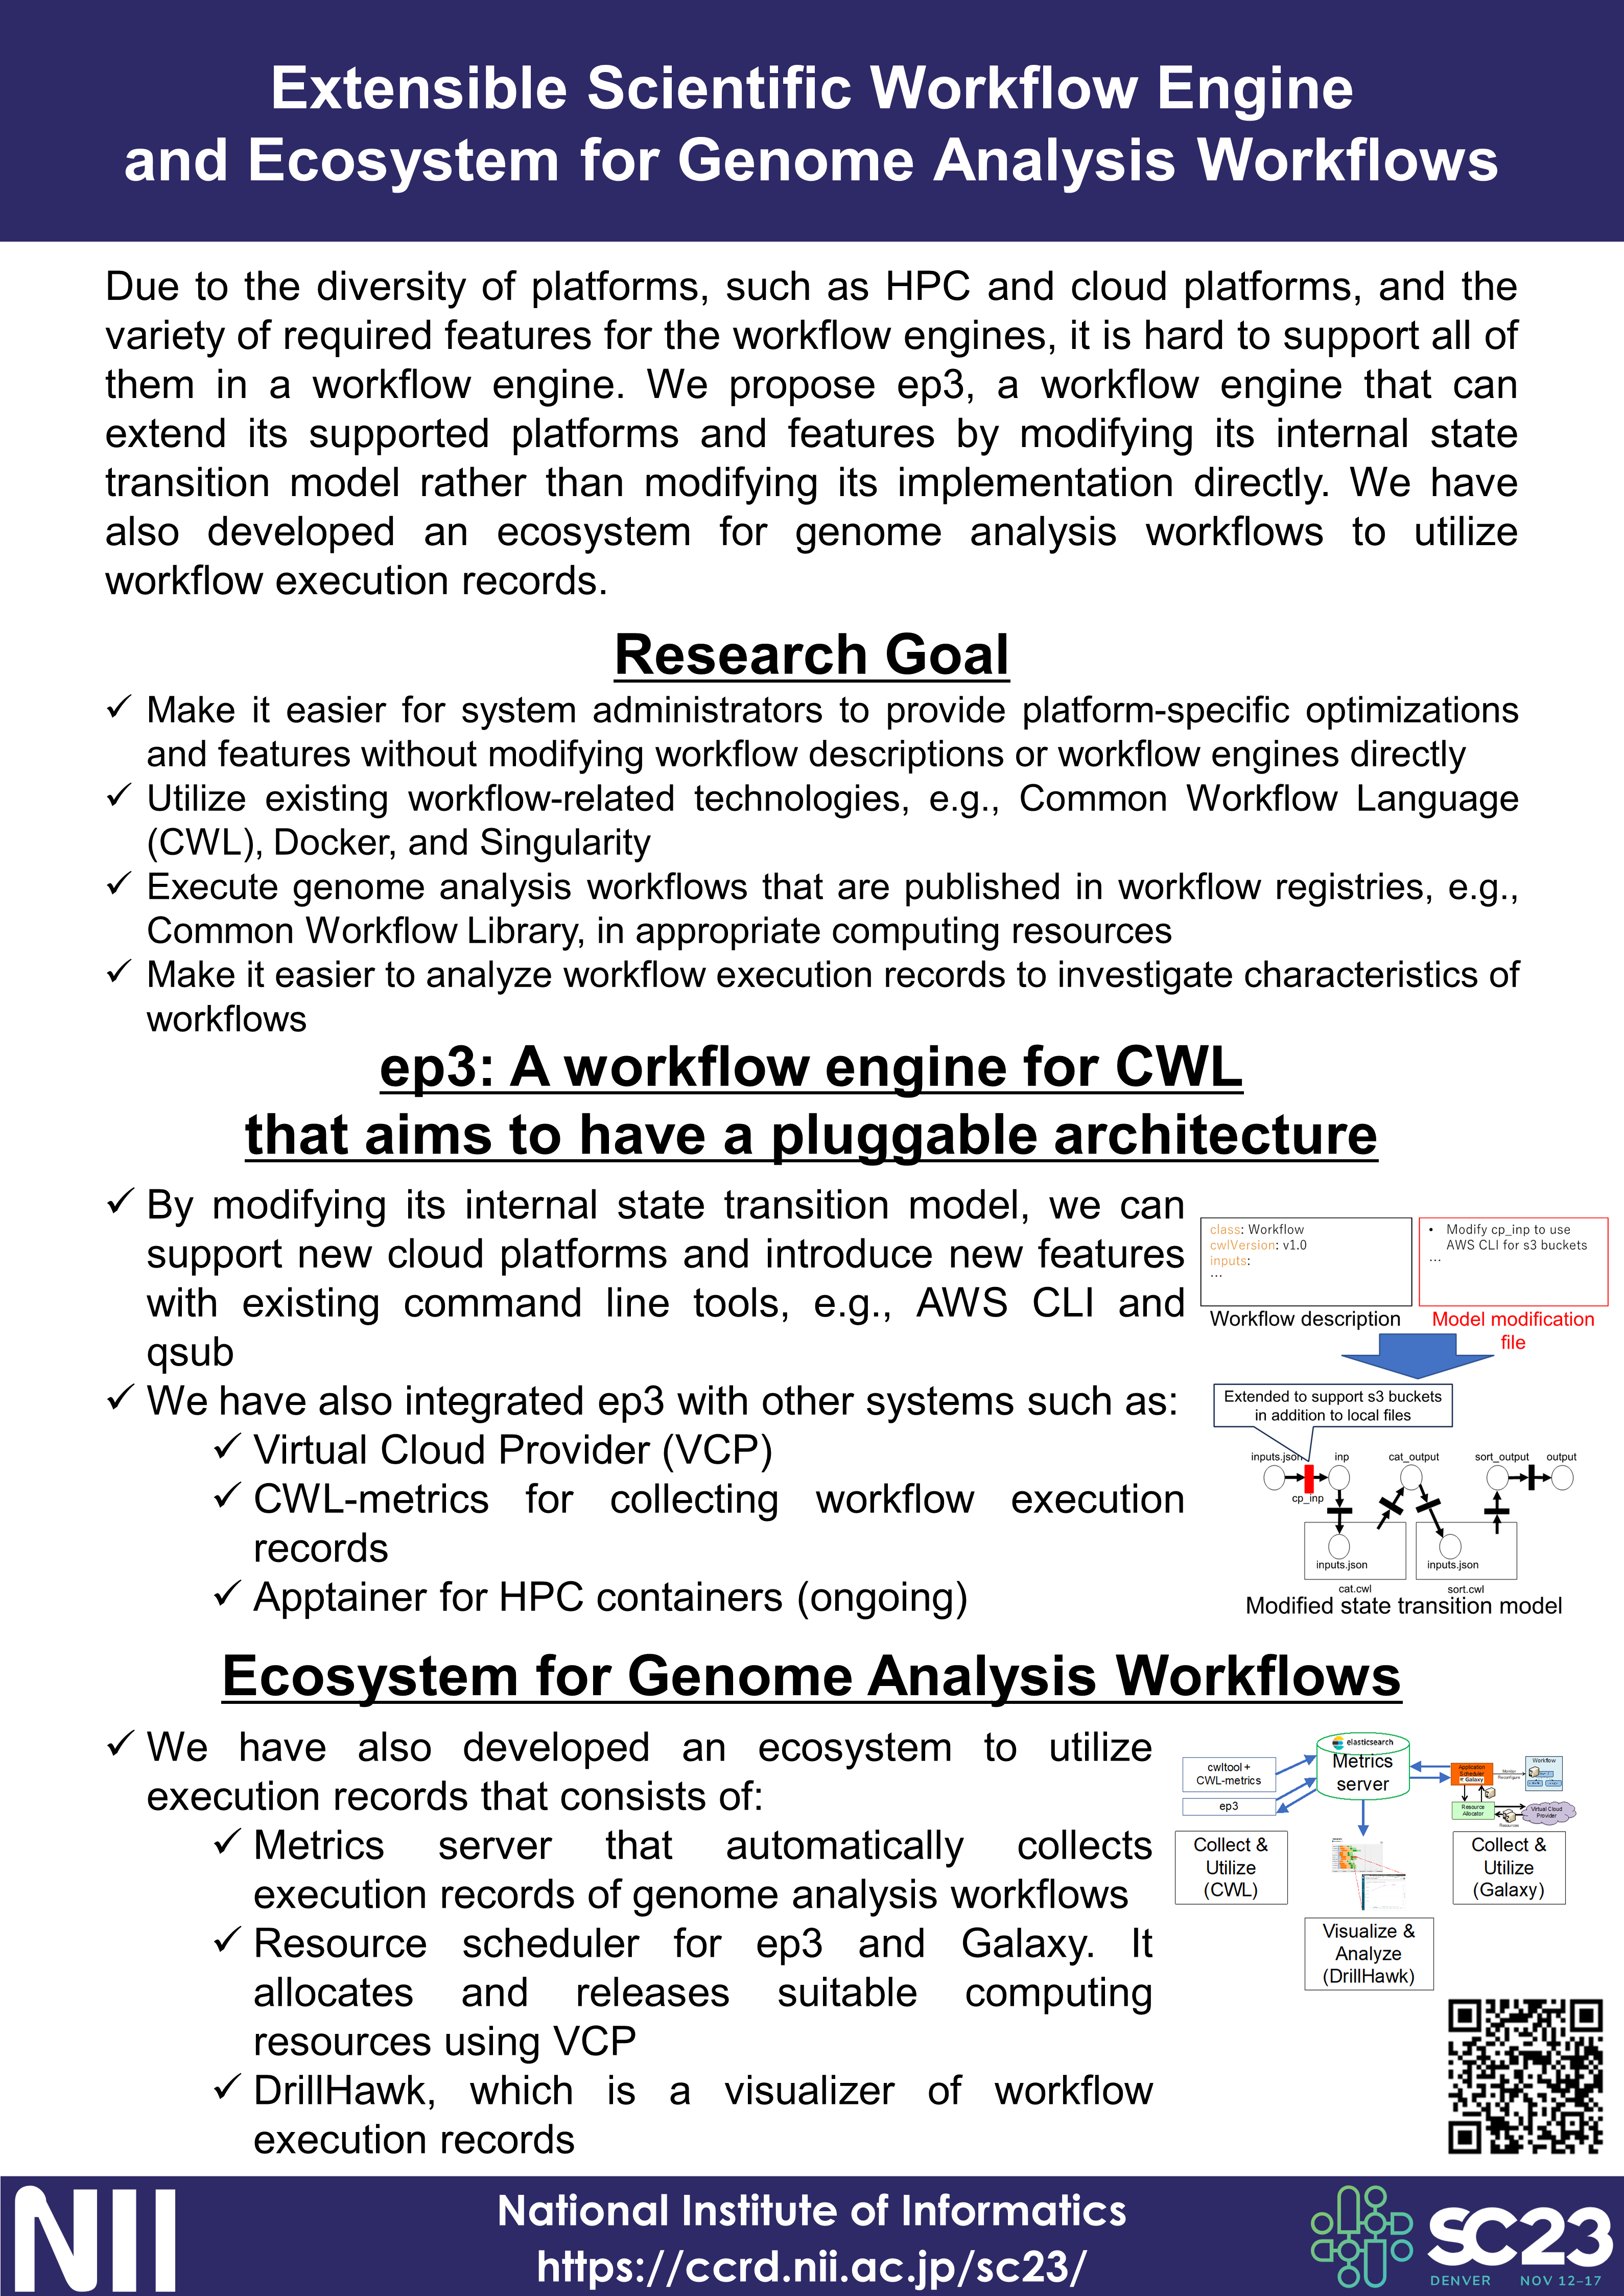 Extensible Scientific Workflow Engine
and Ecosystem for Genome Analysis Workflows
Due to the diversity of platforms, such as HPC and cloud platforms, and the
variety of required features for the workflow engines, it is hard to support all of
them in a workflow engine. We propose ep3, a workflow engine that can
extend its supported platforms and features by modifying its internal state
transition model rather than modifying its implementation directly. We have
also developed an ecosystem for genome analysis workflows to utilize
workflow execution records.
Research Goal
✓ Make it easier for system administrators to provide platform-specific optimizations
and features without modifying workflow descriptions or workflow engines directly
✓ Utilize existing workflow-related technologies, e.g., Common Workflow Language
(CWL), Docker, and Singularity
✓ Execute genome analysis workflows that are published in workflow registries, e.g.,
Common Workflow Library, in appropriate computing resources
✓ Make it easier to analyze workflow execution records to investigate characteristics of
workflows
ep3: A workflow engine for CWL
that aims to have a pluggable architecture
✓ By modifying its internal state transition model, we can
support new cloud platforms and introduce new features
with existing command line tools, e.g., AWS CLI and
qsub
✓ We have also integrated ep3 with other systems such as:
✓ Virtual Cloud Provider (VCP)
✓ CWL-metrics for collecting workflow execution
records
✓ Apptainer for HPC containers (ongoing)
class: Workflow
cwlVersion: v1.0
inputs:
…
Workflow description
• Modify cp_inp to use
AWS CLI for s3 buckets
…
Model modification
file
Extended to support s3 buckets
in addition to local files
inputs.json
inp
cat_output
sort_output
output
cp_inp
inputs.json
inputs.json
cat.cwl
sort.cwl
Modified state transition model
Ecosystem for Genome Analysis Workflows
✓ We have also developed an ecosystem to utilize
execution records that consists of:
✓ Metrics server that automatically collects
execution records of genome analysis workflows
✓ Resource scheduler for ep3 and Galaxy. It
allocates and releases suitable computing
resources using VCP
✓ DrillHawk, which is a visualizer of workflow
execution records
cwltool +
CWL-metrics
ep3
elasticsearch
Metrics
server
Application
Scheduler
Galaxy
Monitor
Reconfigure
Workflow
Resource
Allocator
Resources
Virtual Cloud
Provider
Collect &
Utilize
(CWL)
Collect &
Utilize
(Galaxy)
Visualize &
Analyze
(DrillHawk)
NII
National Institute of Informatics
https://ccrd.nii.ac.jp/sc23/
SC23
DENVER NOV 12–17